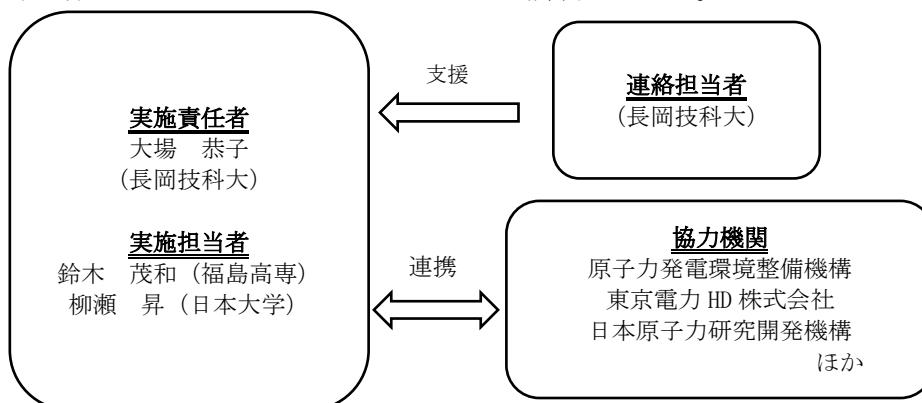 実施責任者
大場　恭子
(長岡技科大)
実施担当者
鈴木　茂和（福島高専）
柳瀬　昇（日本大学）
支援
連絡担当者
(長岡技科大)
連携
協力機関
原子力発電環境整備機構
東京電力 HD 株式会社
日本原子力研究開発機構
ほか